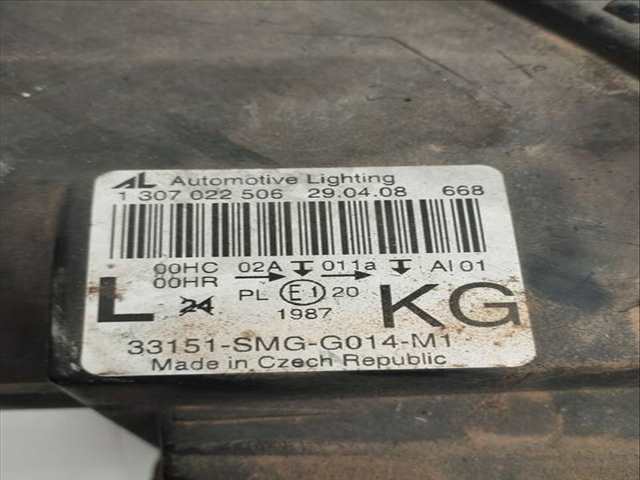 AL Automotive Lighting
1 307 022 506 29.04.08 668
00HC 02A 011a AI 01
00HR
L 24 PL E1 20 KG
1987
33151-SMG-G014-M1
Made in Czech Republic